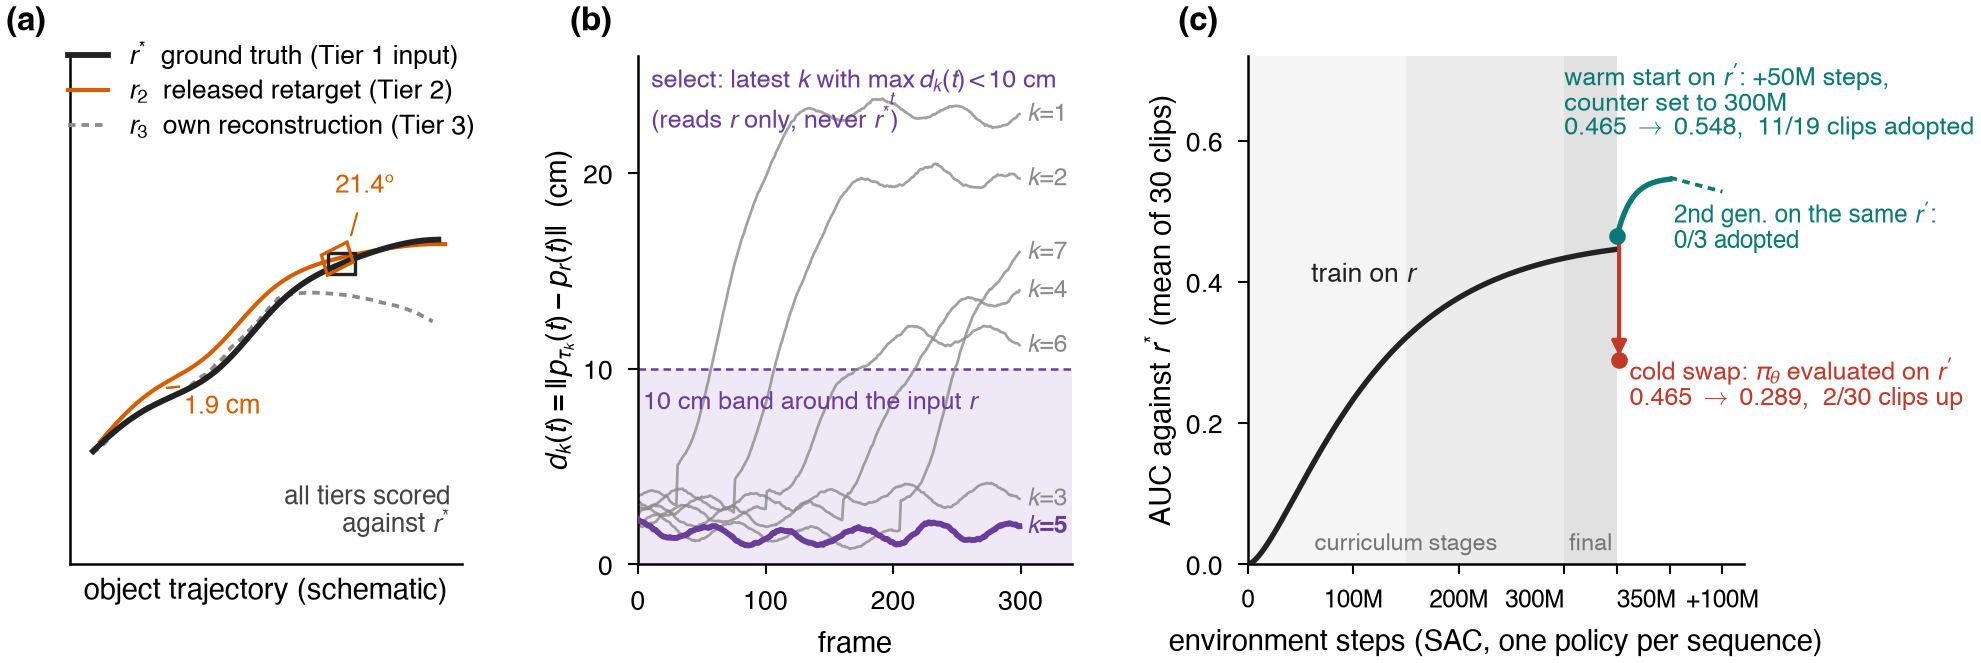 (a)
r* ground truth (Tier 1 input)
r2 released retarget (Tier 2)
r3 own reconstruction (Tier 3)
21.4°
1.9 cm
all tiers scored
against r*
object trajectory (schematic)
(b)
select: latest k with max d_k(t) < 10 cm
t
(reads r only, never r*)
k=1
k=2
k=7
k=4
k=6
10 cm band around the input r
k=3
k=5
20
10
0
0 100 200 300
frame
d_k(t) = ‖p_τk(t) − p_r(t)‖ (cm)
(c)
warm start on r′: +50M steps,
counter set to 300M
0.465 → 0.548, 11/19 clips adopted
2nd gen. on the same r′:
0/3 adopted
train on r
cold swap: π_θ evaluated on r′
0.465 → 0.289, 2/30 clips up
curriculum stages
final
0.6
0.4
0.2
0.0
0 100M 200M 300M 350M +100M
environment steps (SAC, one policy per sequence)
AUC against r* (mean of 30 clips)